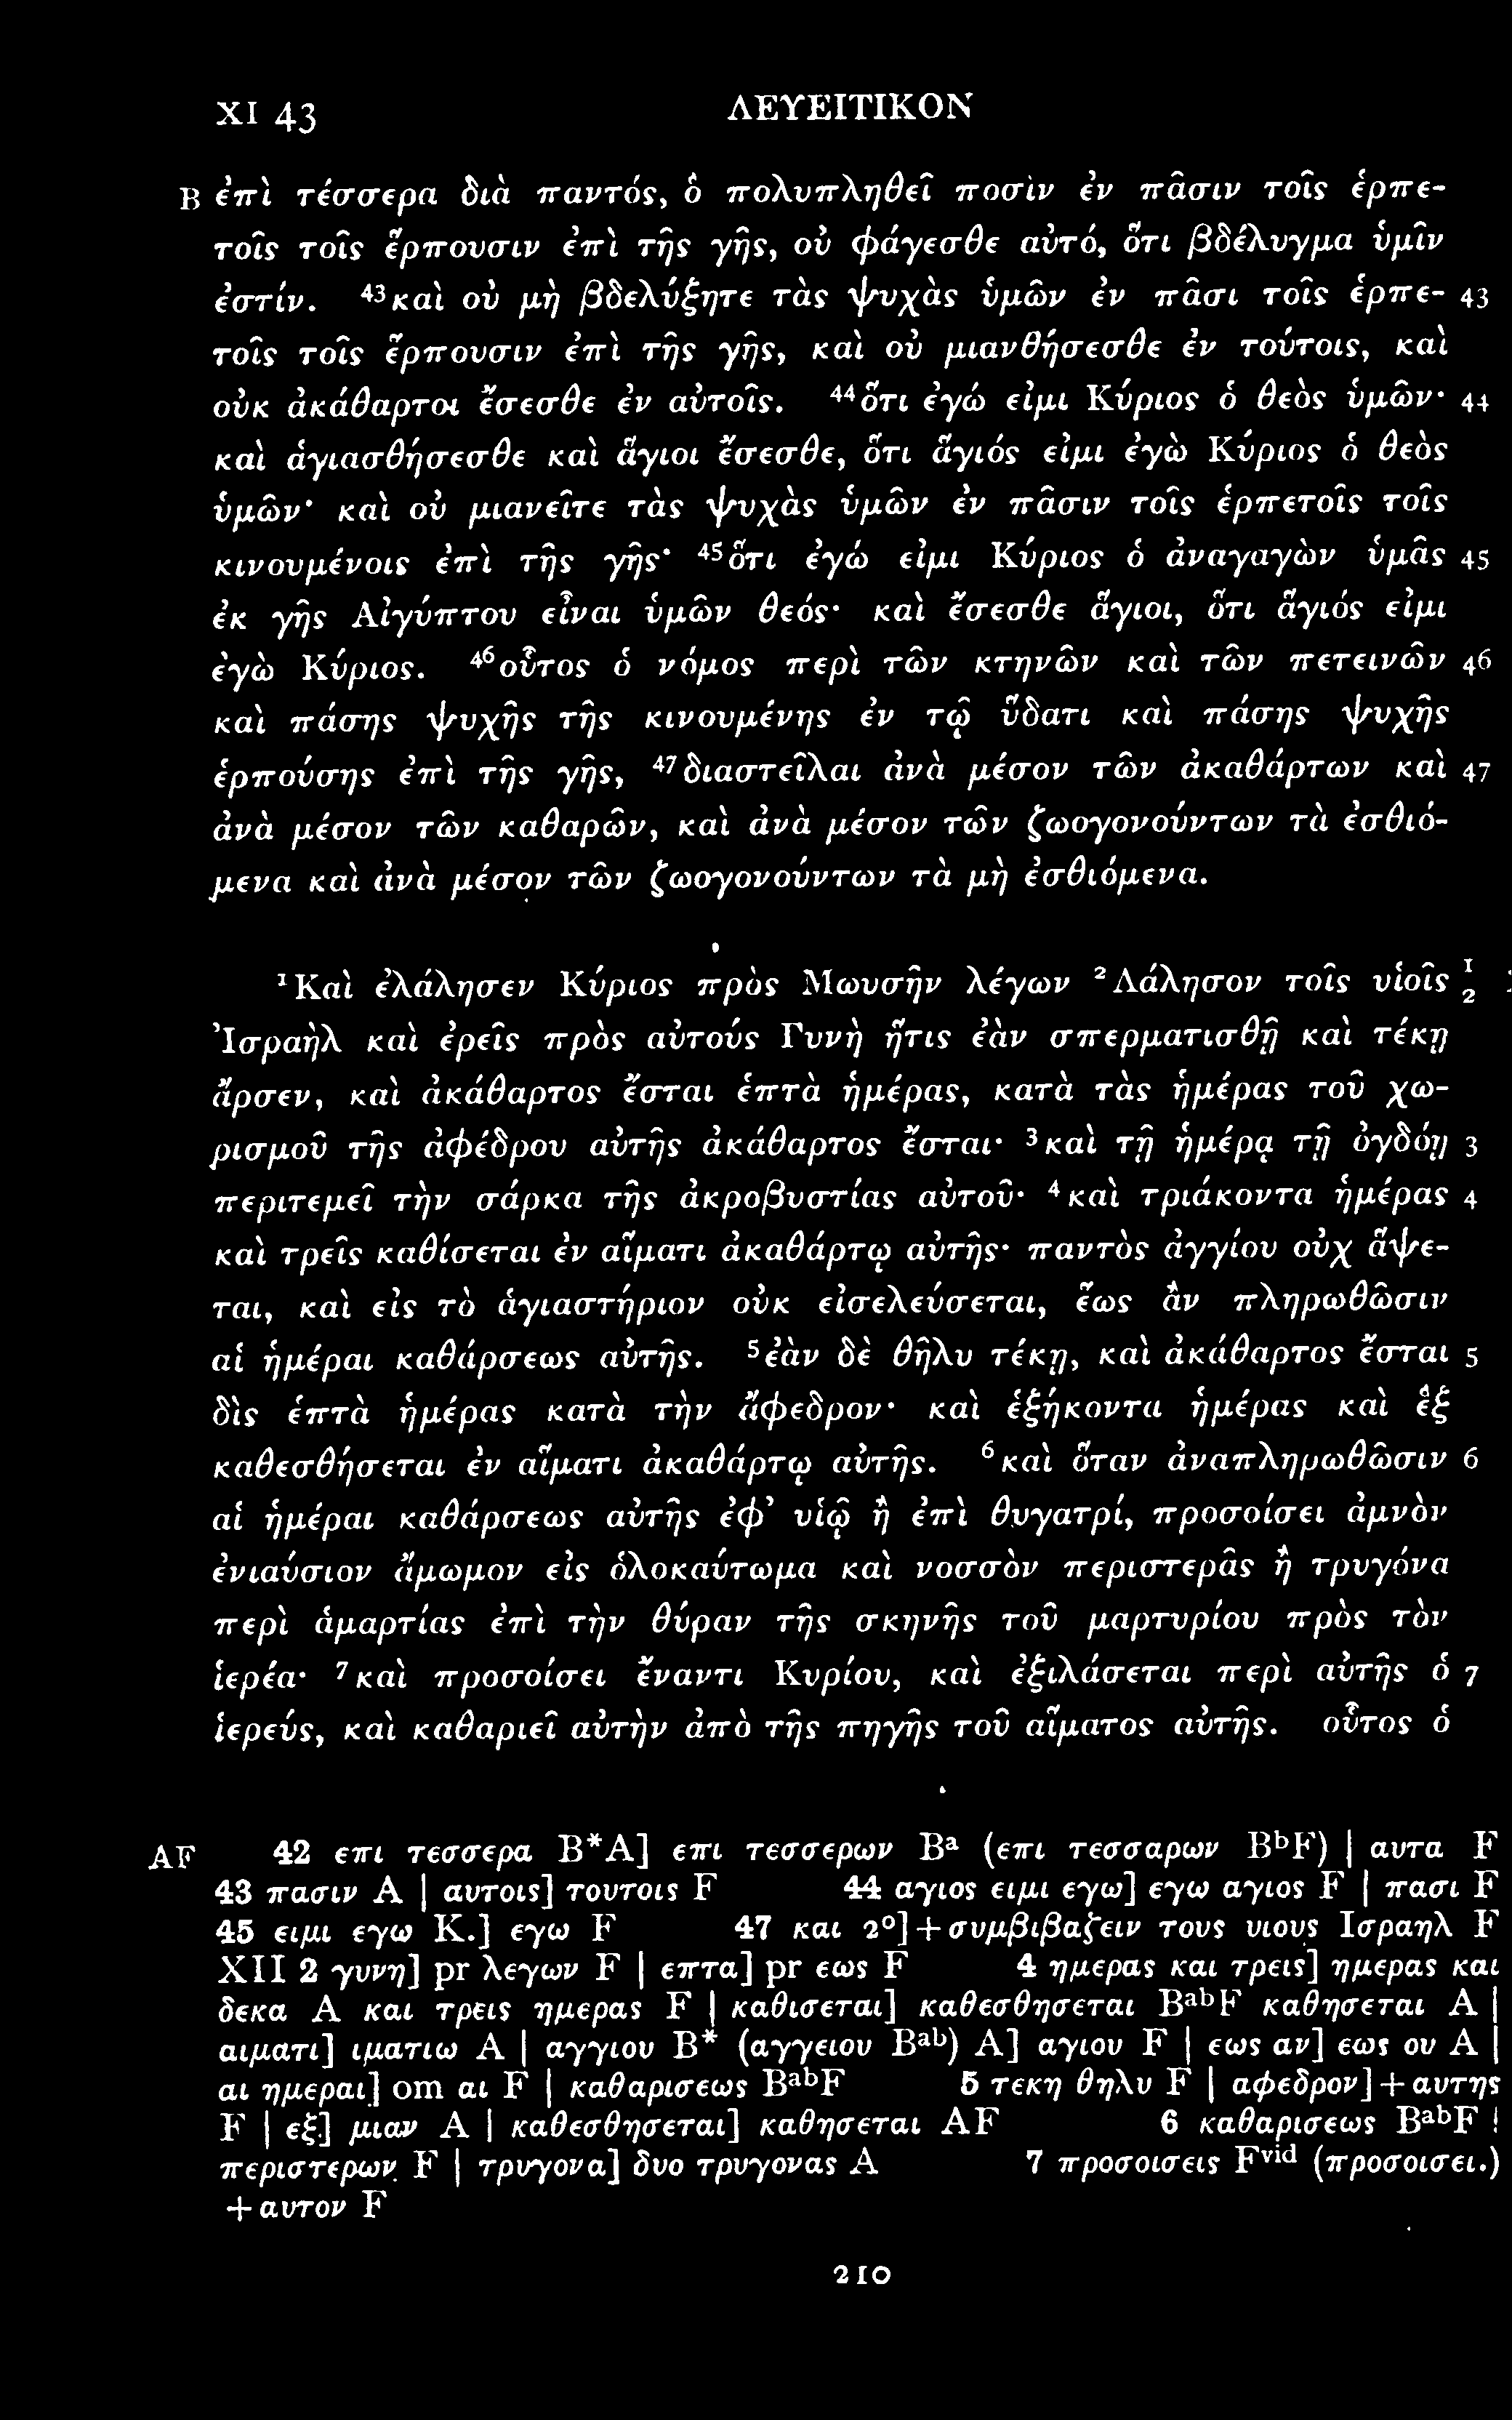 XI 43 ΛΕΥΕΙΤΙΚΟΝ
B ἐπὶ τέσσερα διὰ παντός, ὃ πολυπληθεῖ ποσὶν ἐν πᾶσιν τοῖς ἑρπε-
τοῖς τοῖς ἕρπουσιν ἐπὶ τῆς γῆς, οὐ φάγεσθε αὐτό, ὅτι βδέλυγμα ὑμῖν
ἐστίν. ⁴³καὶ οὐ μὴ βδελύξητε τὰς ψυχὰς ὑμῶν ἐν πᾶσι τοῖς ἑρπε- 43
τοῖς τοῖς ἕρπουσιν ἐπὶ τῆς γῆς, καὶ οὐ μιανθήσεσθε ἐν τούτοις, καὶ
οὐκ ἀκάθαρτοι ἔσεσθε ἐν αὐτοῖς. ⁴⁴ὅτι ἐγώ εἰμι Κύριος ὁ θεὸς ὑμῶν· 44
καὶ ἁγιασθήσεσθε καὶ ἅγιοι ἔσεσθε, ὅτι ἅγιός εἰμι ἐγὼ Κύριος ὁ θεὸς
ὑμῶν· καὶ οὐ μιανεῖτε τὰς ψυχὰς ὑμῶν ἐν πᾶσιν τοῖς ἑρπετοῖς τοῖς
κινουμένοις ἐπὶ τῆς γῆς· ⁴⁵ὅτι ἐγώ εἰμι Κύριος ὁ ἀναγαγὼν ὑμᾶς 45
ἐκ γῆς Αἰγύπτου εἶναι ὑμῶν θεός· καὶ ἔσεσθε ἅγιοι, ὅτι ἅγιός εἰμι
ἐγὼ Κύριος. ⁴⁶οὗτος ὁ νόμος περὶ τῶν κτηνῶν καὶ τῶν πετεινῶν 46
καὶ πάσης ψυχῆς τῆς κινουμένης ἐν τῷ ὕδατι καὶ πάσης ψυχῆς
ἑρπούσης ἐπὶ τῆς γῆς, ⁴⁷διαστεῖλαι ἀνὰ μέσον τῶν ἀκαθάρτων καὶ 47
ἀνὰ μέσον τῶν καθαρῶν, καὶ ἀνὰ μέσον τῶν ζωογονούντων τὰ ἐσθιό-
μενα καὶ ἀνὰ μέσον τῶν ζωογονούντων τὰ μὴ ἐσθιόμενα.
¹Καὶ ἐλάλησεν Κύριος πρὸς Μωυσῆν λέγων ²Λάλησον τοῖς υἱοῖς 1 2
Ἰσραὴλ καὶ ἐρεῖς πρὸς αὐτούς Γυνὴ ἥτις ἐὰν σπερματισθῇ καὶ τέκῃ
ἄρσεν, καὶ ἀκάθαρτος ἔσται ἑπτὰ ἡμέρας, κατὰ τὰς ἡμέρας τοῦ χω-
ρισμοῦ τῆς ἀφέδρου αὐτῆς ἀκάθαρτος ἔσται· ³καὶ τῇ ἡμέρᾳ τῇ ὀγδόῃ 3
περιτεμεῖ τὴν σάρκα τῆς ἀκροβυστίας αὐτοῦ· ⁴καὶ τριάκοντα ἡμέρας 4
καὶ τρεῖς καθίσεται ἐν αἵματι ἀκαθάρτῳ αὐτῆς· παντὸς ἀγγίου οὐχ ἅψε-
ται, καὶ εἰς τὸ ἁγιαστήριον οὐκ εἰσελεύσεται, ἕως ἂν πληρωθῶσιν
αἱ ἡμέραι καθάρσεως αὐτῆς. ⁵ἐὰν δὲ θῆλυ τέκῃ, καὶ ἀκάθαρτος ἔσται 5
δὶς ἑπτὰ ἡμέρας κατὰ τὴν ἄφεδρον· καὶ ἑξήκοντα ἡμέρας καὶ ἓξ
καθεσθήσεται ἐν αἵματι ἀκαθάρτῳ αὐτῆς. ⁶καὶ ὅταν ἀναπληρωθῶσιν 6
αἱ ἡμέραι καθάρσεως αὐτῆς ἐφ’ υἱῷ ἢ ἐπὶ θυγατρί, προσοίσει ἀμνὸν
ἐνιαύσιον ἄμωμον εἰς ὁλοκαύτωμα καὶ νοσσὸν περιστερᾶς ἢ τρυγόνα
περὶ ἁμαρτίας ἐπὶ τὴν θύραν τῆς σκηνῆς τοῦ μαρτυρίου πρὸς τὸν
ἱερέα· ⁷καὶ προσοίσει ἔναντι Κυρίου, καὶ ἐξιλάσεται περὶ αὐτῆς ὁ 7
ἱερεύς, καὶ καθαριεῖ αὐτὴν ἀπὸ τῆς πηγῆς τοῦ αἵματος αὐτῆς. οὗτος ὁ
AF 42 επι τεσσερα B*A] επι τεσσερων Bᵃ (επι τεσσαρων BᵇF) | αυτα F
43 πασιν A | αυτοις] τουτοις F 44 αγιος ειμι εγω] εγω αγιος F | πασι F
45 ειμι εγω K.] εγω F 47 και 2°] + συμβιβαζειν τους υιους Ισραηλ F
XII 2 γυνη] pr λεγων F | επτα] pr εως F 4 ημερας και τρεις] ημερας και
δεκα A και τρεις ημερας F | καθισεται] καθεσθησεται BᵃᵇF καθησεται A |
αιματι] ιματιω A | αγγιου B* (αγγειου Bᵃᵇ) A] αγιου F | εως αν] εως ου A |
αι ημεραι] om αι F | καθαρισεως BᵃᵇF 5 τεκη θηλυ F | αφεδρον] + αυτης
F | εξ] μιαν A | καθεσθησεται] καθησεται AF 6 καθαρισεως BᵃᵇF |
περιστερων F | τρυγονα] δυο τρυγονας A 7 προσοισεις Fᵛⁱᵈ (προσοισει.)
+ αυτον F
210